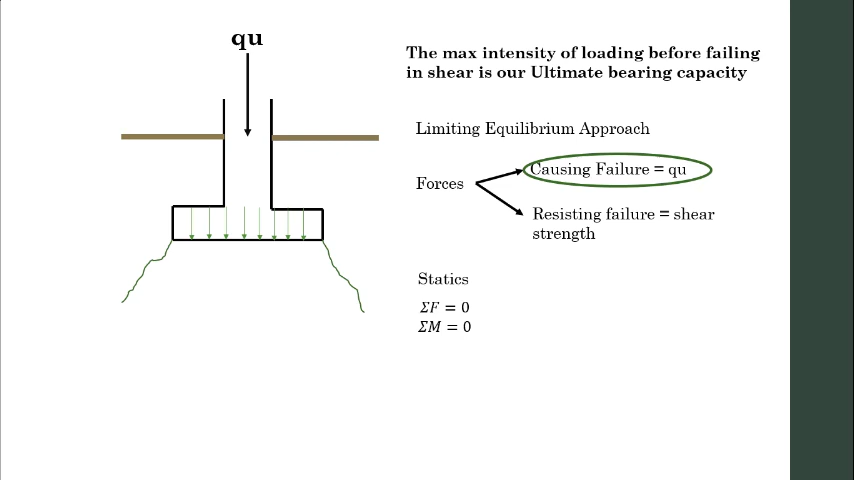 qu
The max intensity of loading before failing
in shear is our Ultimate bearing capacity
Limiting Equilibrium Approach
Forces
Causing Failure = qu
Resisting failure = shear
strength
Statics
𝛴𝐹 = 0
𝛴𝑀 = 0